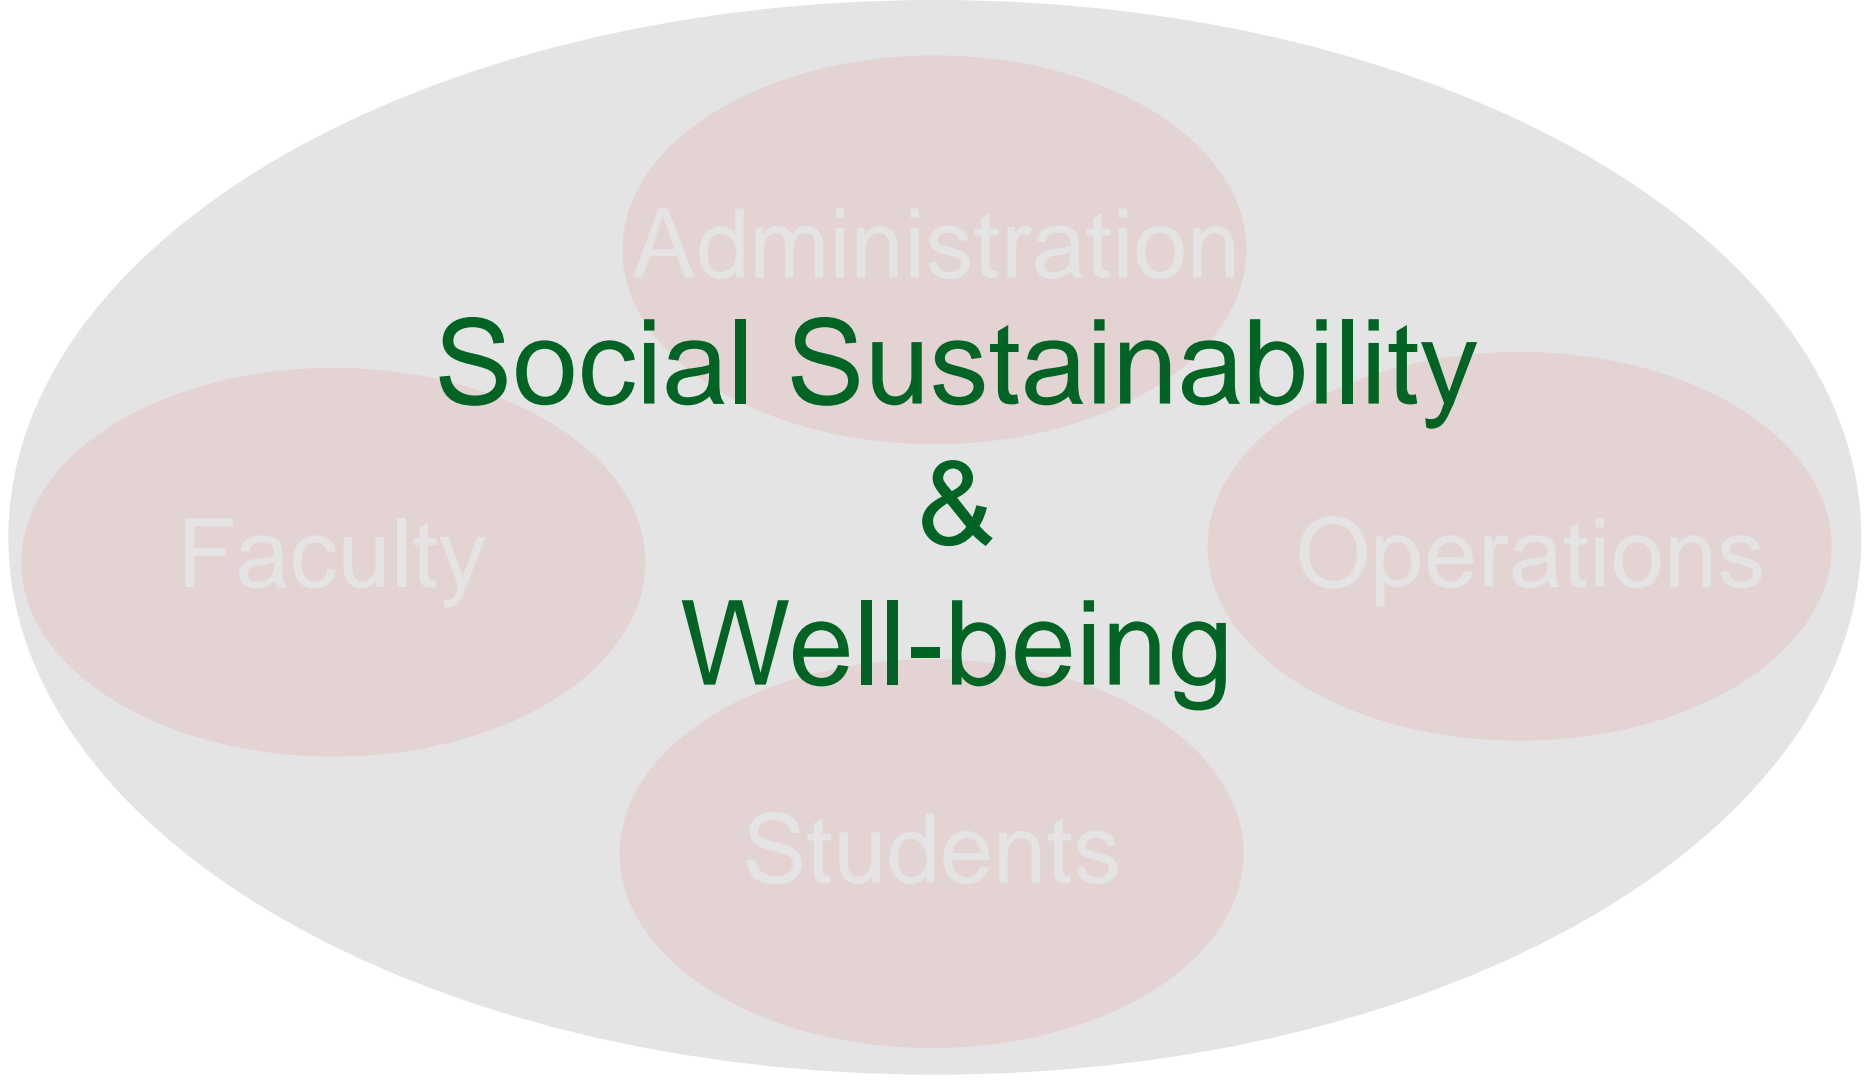 Administration
Social Sustainability
&
Faculty
Operations
Well-being
Students